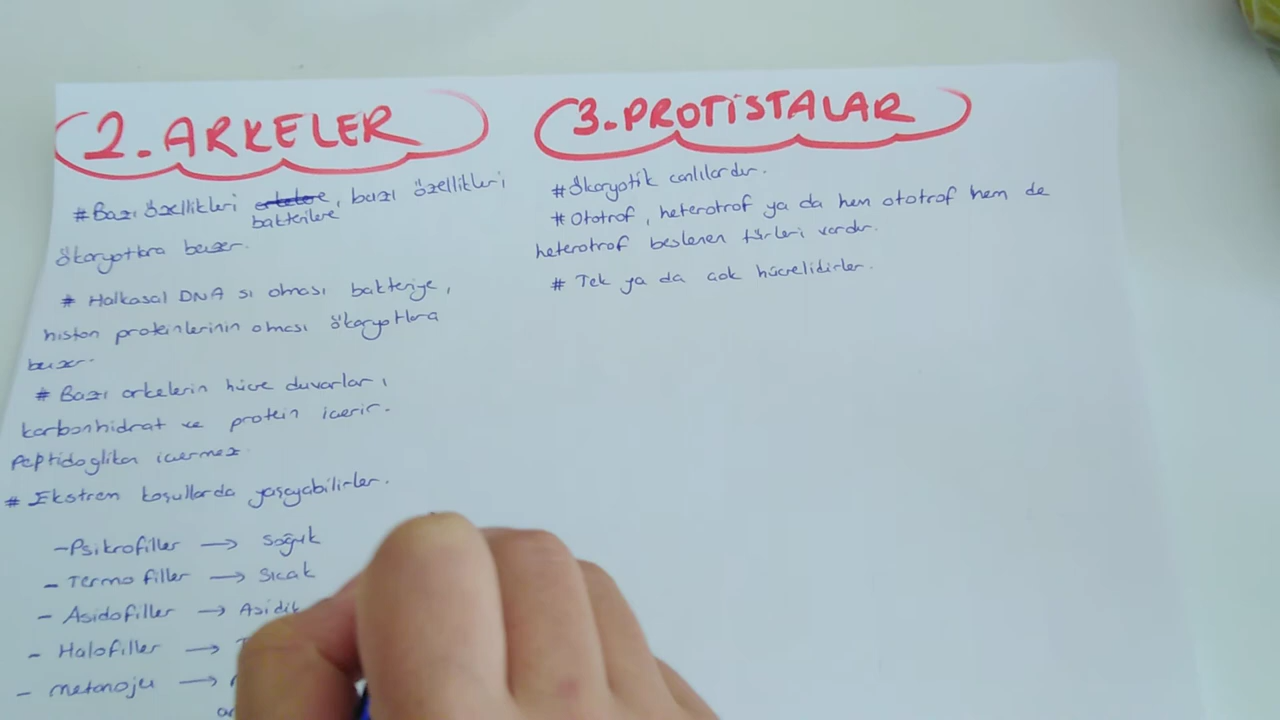 2. ARKELER
#Bazı özellikleri bakterilere, bazı özellikleri
ökaryotlara benzer.
# Halkasal DNA sı olması bakteriye,
histon proteinlerinin olması ökaryotlara
benzer.
# Bazı arkelerin hücre duvarları
karbonhidrat ve protein içerir.
Peptidoglikan içermez
# Ekstrem koşullarda yaşayabilirler.
-Psikrofiller → Soğuk
- Termofiller → Sıcak
- Asidofiller → Asidik
- Halofiller →
- metanoju →
3. PROTİSTALAR
#Ökaryotik canlılardır.
# Ototrof, heterotrof ya da hem ototrof hem de
heterotrof beslenen türleri vardır.
# Tek ya da çok hücrelidirler.